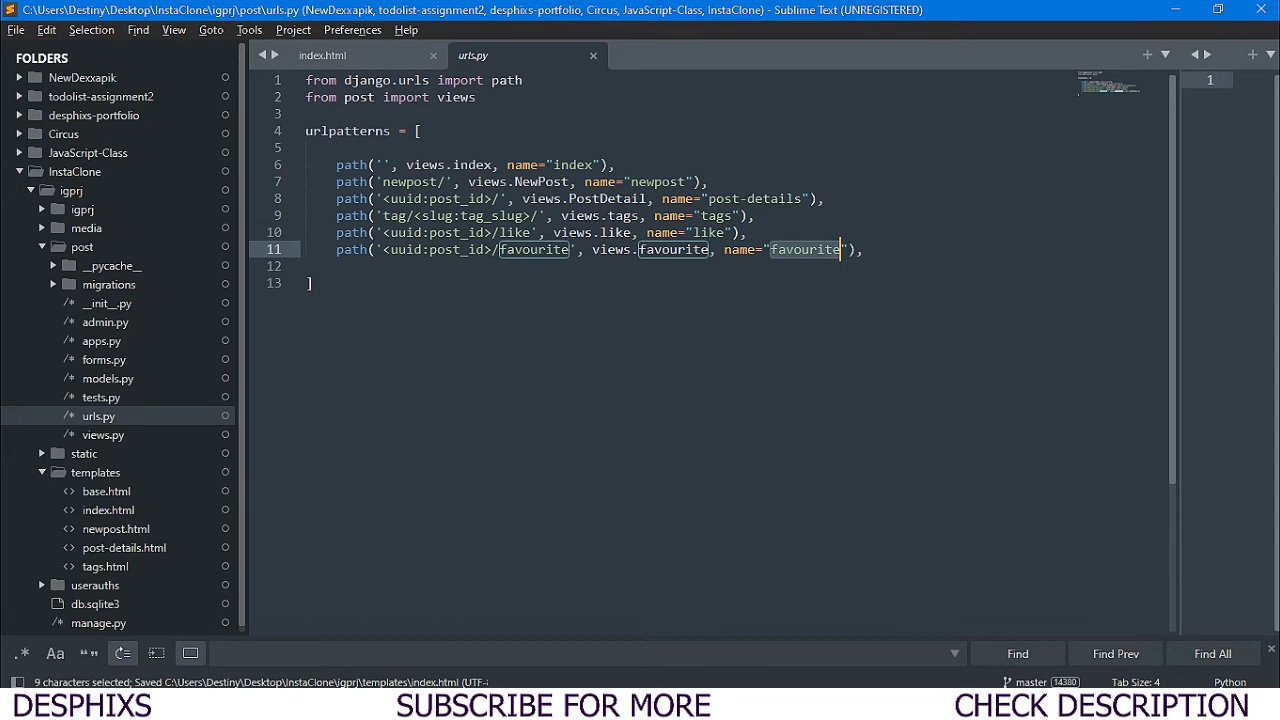 C:\Users\Destiny\Desktop\InstaClone\igprj\post\urls.py (NewDexxapik, todolist-assignment2, desphixs-portfolio, Circus, JavaScript-Class, InstaClone) - Sublime Text (UNREGISTERED)
File Edit Selection Find View Goto Tools Project Preferences Help
FOLDERS
NewDexxapik
todolist-assignment2
desphixs-portfolio
Circus
JavaScript-Class
InstaClone
igprj
igprj
media
post
__pycache__
migrations
__init__.py
admin.py
apps.py
forms.py
models.py
tests.py
urls.py
views.py
static
templates
base.html
index.html
newpost.html
post-details.html
tags.html
userauths
db.sqlite3
manage.py
index.html urls.py
1 from django.urls import path
2 from post import views
3
4 urlpatterns = [
5
6 path('', views.index, name="index"),
7 path('newpost/', views.NewPost, name="newpost"),
8 path('<uuid:post_id>/', views.PostDetail, name="post-details"),
9 path('tag/<slug:tag_slug>/', views.tags, name="tags"),
10 path('<uuid:post_id>/like', views.like, name="like"),
11 path('<uuid:post_id>/favourite', views.favourite, name="favourite"),
12
13 ]
1
.* Aa “” Find Find Prev Find All
9 characters selected; Saved C:\Users\Destiny\Desktop\InstaClone\igprj\templates\index.html (UTF-8 master 14380 Tab Size: 4 Python
DESPHIXS SUBSCRIBE FOR MORE CHECK DESCRIPTION